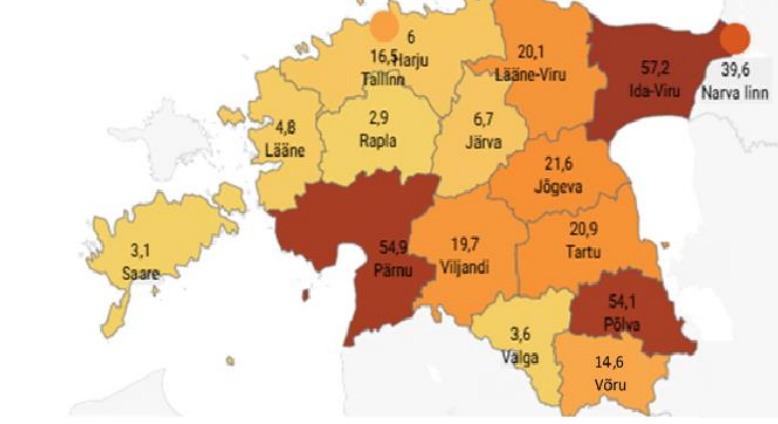 6
Harju
16,5
Tallinn
20,1
Lääne-Viru
57,2
Ida-Viru
39,6
Narva linn
4,8
Lääne
2,9
Rapla
6,7
Järva
21,6
Jõgeva
3,1
Saare
54,9
Pärnu
19,7
Viljandi
20,9
Tartu
54,1
Põlva
3,6
Valga
14,6
Võru